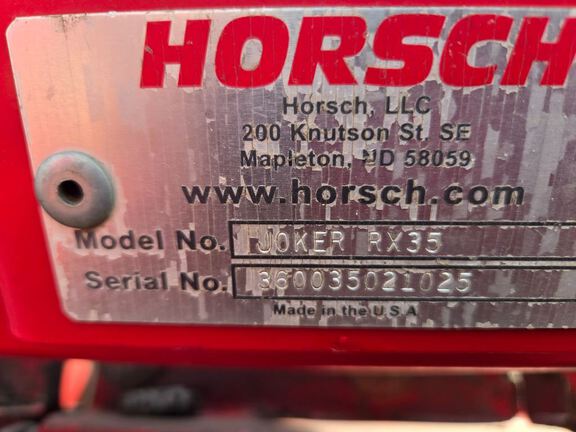 HORSCH
Horsch, LLC
200 Knutson St. SE
Mapleton, ND 58059
www.horsch.com
Model No. JOKER RX35
Serial No. 360035021025
Made in the U.S.A.